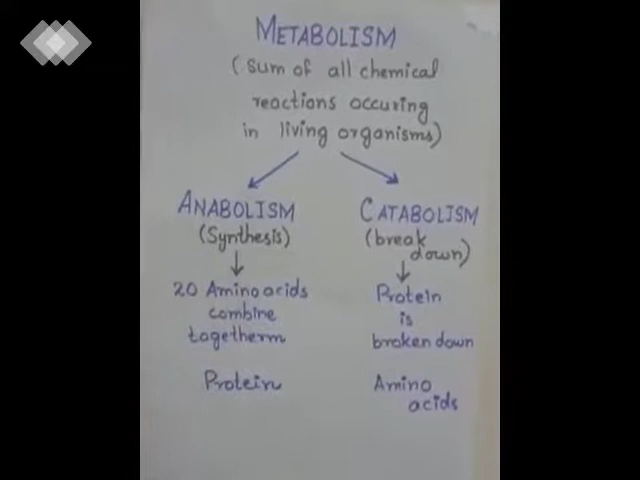 METABOLISM
(sum of all chemical
reactions occuring
in living organisms)
ANABOLISM
(Synthesis)
20 Amino acids
combine
togetherm
Protein
CATABOLISM
(break
down)
Protein
is
broken down
Amino
acids